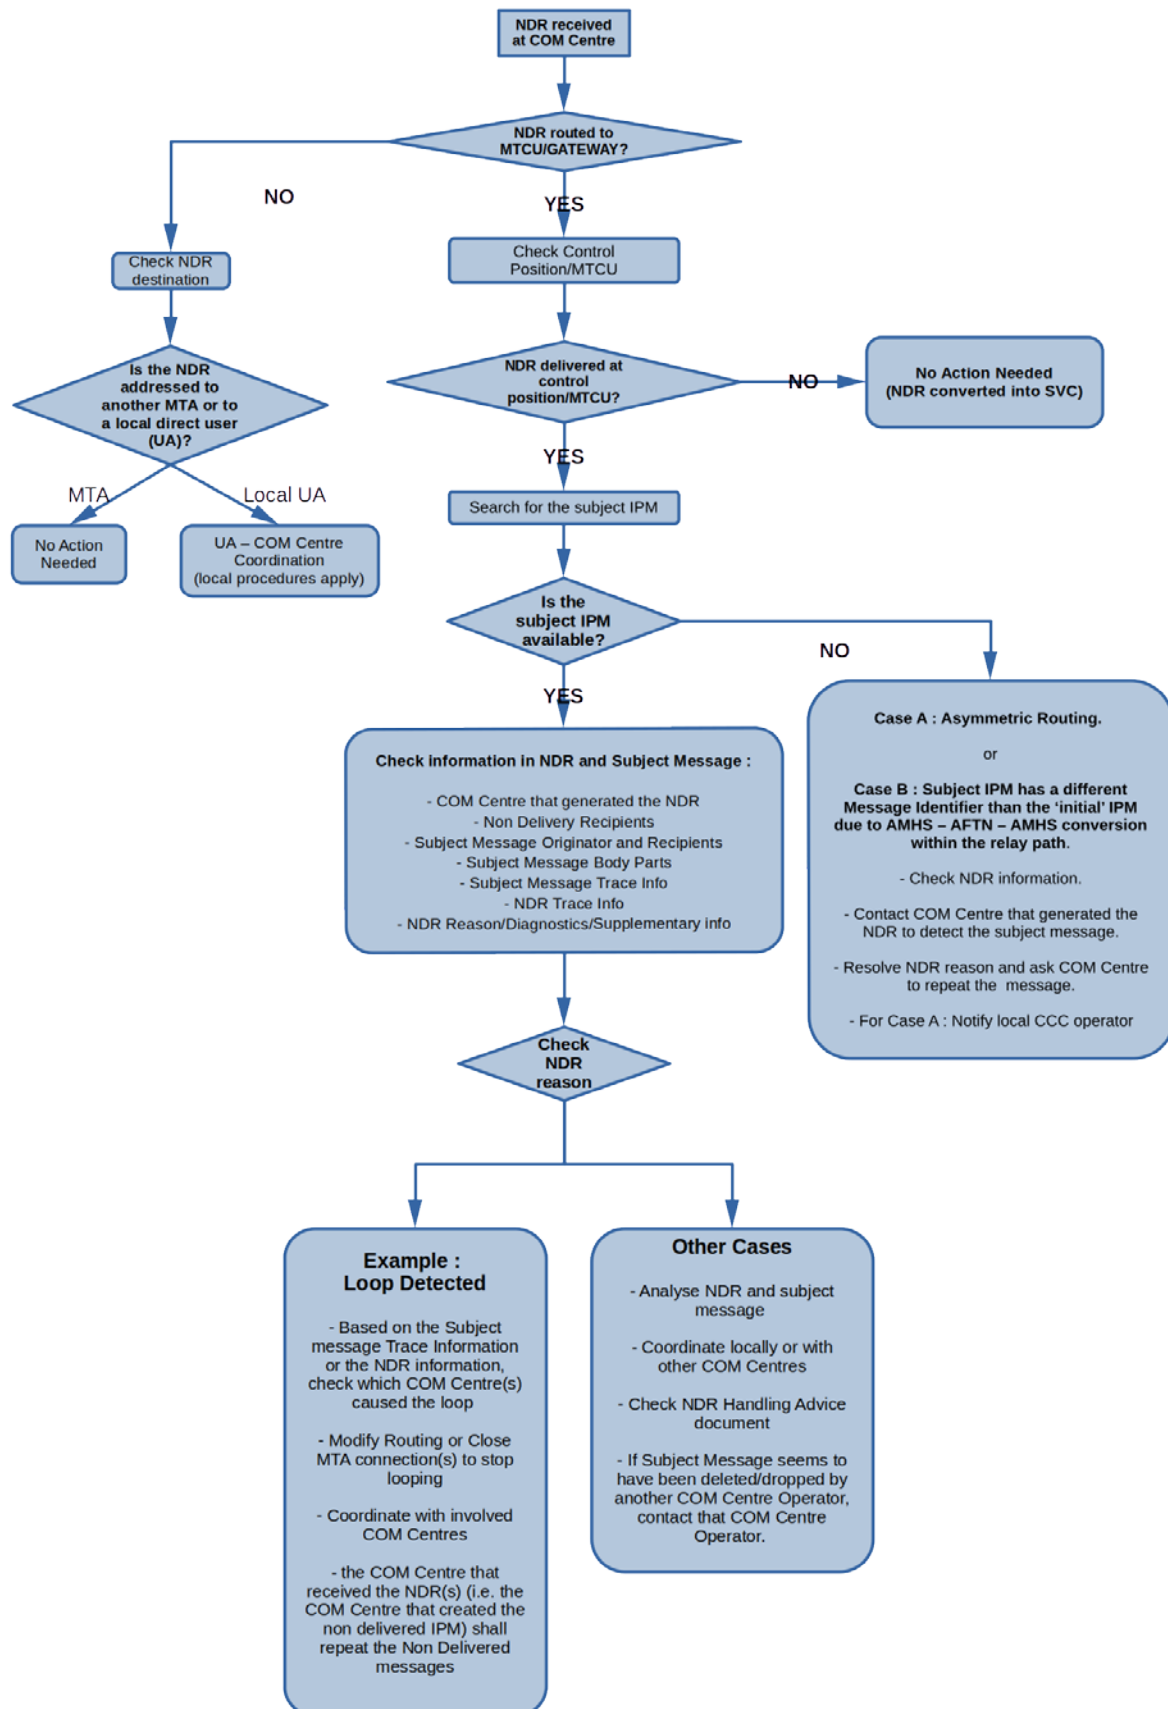 NDR received
at COM Centre
NDR routed to
MTCU/GATEWAY?
NO
YES
Check NDR
destination
Check Control
Position/MTCU
Is the NDR
addressed to
another MTA or to
a local direct user
(UA)?
NDR delivered at
control
position/MTCU?
NO
No Action Needed
(NDR converted into SVC)
YES
MTA
Local UA
Search for the subject IPM
No Action
Needed
UA – COM Centre
Coordination
(local procedures apply)
Is the
subject IPM
available?
NO
YES
Check information in NDR and Subject Message :
- COM Centre that generated the NDR
- Non Delivery Recipients
- Subject Message Originator and Recipients
- Subject Message Body Parts
- Subject Message Trace Info
- NDR Trace Info
- NDR Reason/Diagnostics/Supplementary info
Case A : Asymmetric Routing.
or
Case B : Subject IPM has a different
Message Identifier than the ‘initial’ IPM
due to AMHS – AFTN – AMHS conversion
within the relay path.
- Check NDR information.
- Contact COM Centre that generated the
NDR to detect the subject message.
- Resolve NDR reason and ask COM Centre
to repeat the message.
- For Case A : Notify local CCC operator
Check
NDR
reason
Example :
Loop Detected
- Based on the Subject
message Trace Information
or the NDR information,
check which COM Centre(s)
caused the loop
- Modify Routing or Close
MTA connection(s) to stop
looping
- Coordinate with involved
COM Centres
- the COM Centre that
received the NDR(s) (i.e. the
COM Centre that created the
non delivered IPM) shall
repeat the Non Delivered
messages
Other Cases
- Analyse NDR and subject
message
- Coordinate locally or with
other COM Centres
- Check NDR Handling Advice
document
- If Subject Message seems to
have been deleted/dropped by
another COM Centre Operator,
contact that COM Centre
Operator.